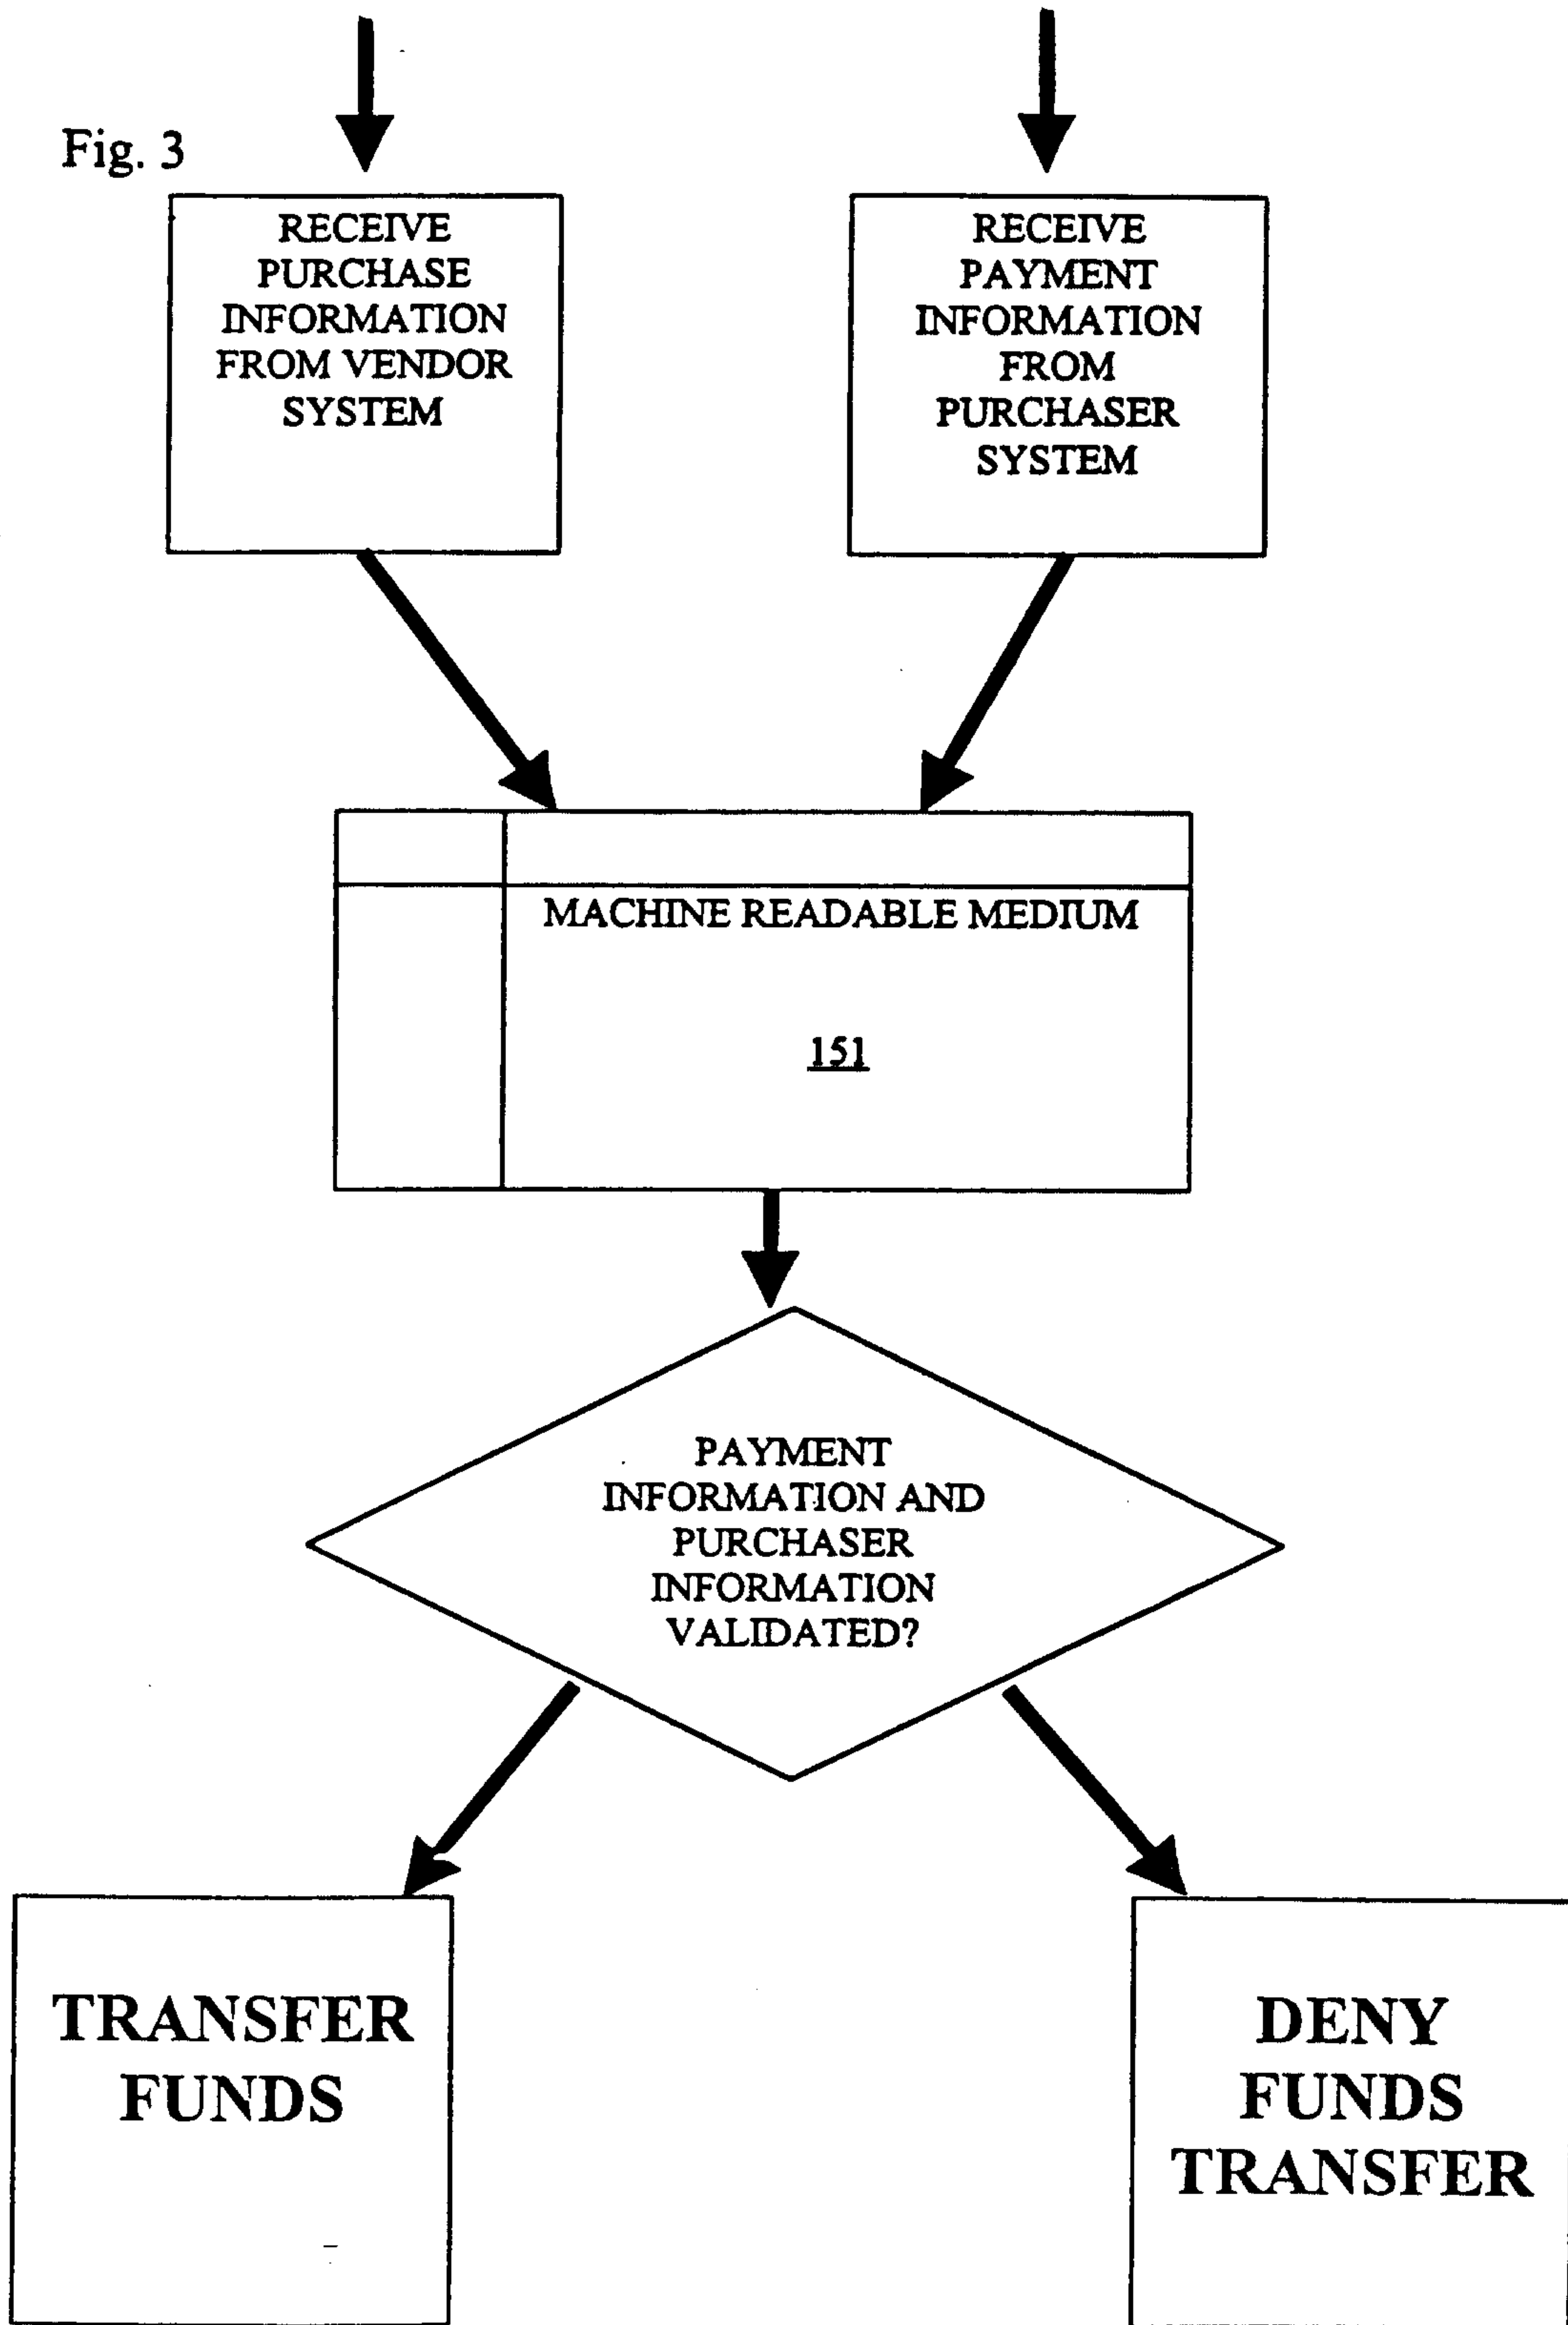 Fig. 3
RECEIVE
PURCHASE
INFORMATION
FROM VENDOR
SYSTEM
RECEIVE
PAYMENT
INFORMATION
FROM
PURCHASER
SYSTEM
MACHINE READABLE MEDIUM
151
PAYMENT
INFORMATION AND
PURCHASER
INFORMATION
VALIDATED?
TRANSFER
FUNDS
DENY
FUNDS
TRANSFER